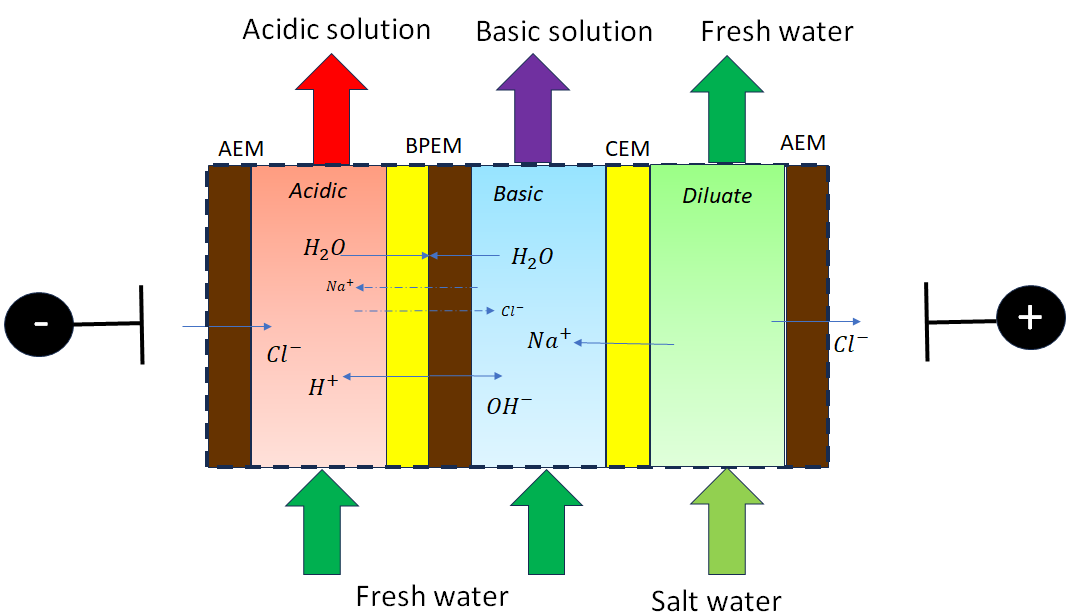 Acidic solution
Basic solution
Fresh water
AEM
BPEM
CEM
AEM
Acidic
Basic
Diluate
H₂O
H₂O
Na⁺
Cl⁻
Na⁺
Cl⁻
Cl⁻
H⁺
OH⁻
-
+
Fresh water
Salt water